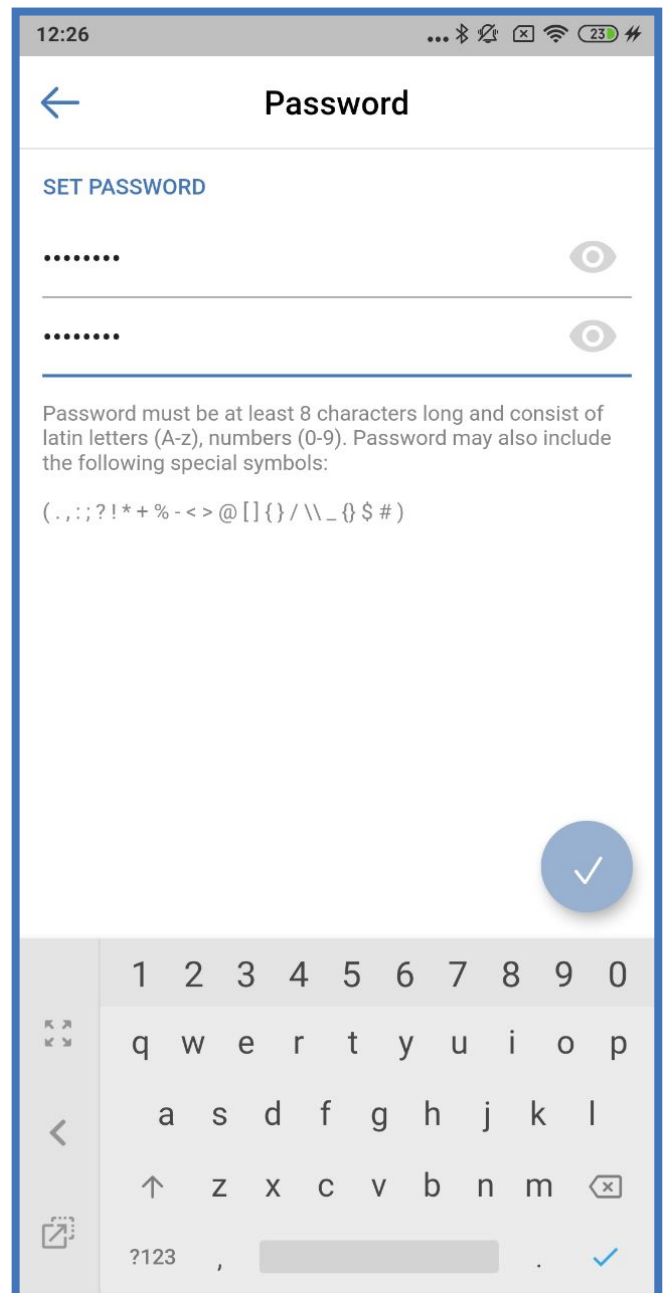 12:26
23
Password
SET PASSWORD
••••••••
••••••••
Password must be at least 8 characters long and consist of
latin letters (A-z), numbers (0-9). Password may also include
the following special symbols:
( . , : ; ? ! * + % - < > @ [ ] { } / \\ _ {} $ # )
1 2 3 4 5 6 7 8 9 0
q w e r t y u i o p
a s d f g h j k l
z x c v b n m
?123 , .